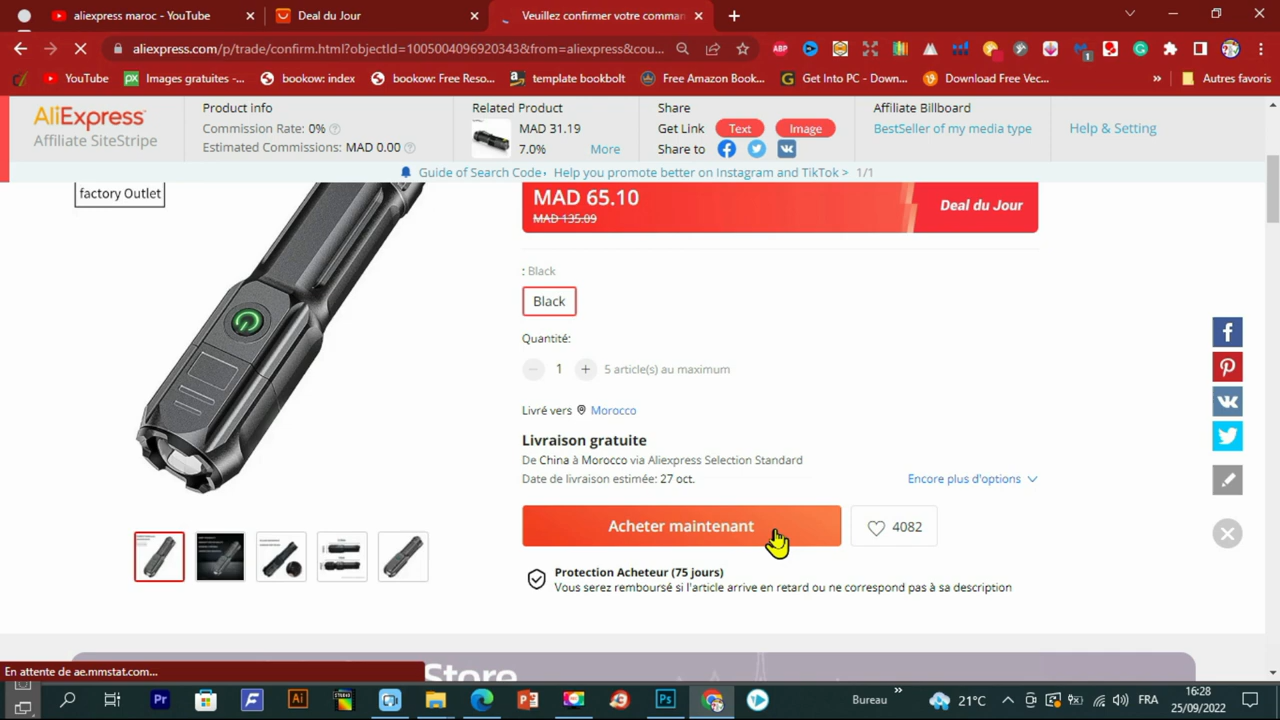 aliexpress maroc - YouTube
Deal du Jour
Veuillez confirmer votre comman
aliexpress.com/p/trade/confirm.html?objectId=1005004096920343&from=aliexpress&cou...
ABP
1
YouTube
Images gratuites -...
bookow: index
bookow: Free Reso...
template bookbolt
Free Amazon Book...
Get Into PC - Down...
Download Free Vec...
»
Autres favoris
AliExpress
Affiliate SiteStripe
Product info
Commission Rate: 0%
Estimated Commissions: MAD 0.00
Related Product
MAD 31.19
7.0%
More
Share
Get Link Text Image
Share to
Affiliate Billboard
BestSeller of my media type
Help & Setting
Guide of Search Code, Help you promote better on Instagram and TikTok > 1/1
factory Outlet
MAD 65.10
MAD 135.09
Deal du Jour
: Black
Black
Quantité:
− 1 + 5 article(s) au maximum
Livré vers Morocco
Livraison gratuite
De China à Morocco via Aliexpress Selection Standard
Date de livraison estimée: 27 oct.
Encore plus d'options
Acheter maintenant
4082
Protection Acheteur (75 jours)
Vous serez remboursé si l'article arrive en retard ou ne correspond pas à sa description
Store
En attente de ae.mmstat.com...
Pr
Ai
Ps
Bureau
»
21°C
FRA
16:28
25/09/2022